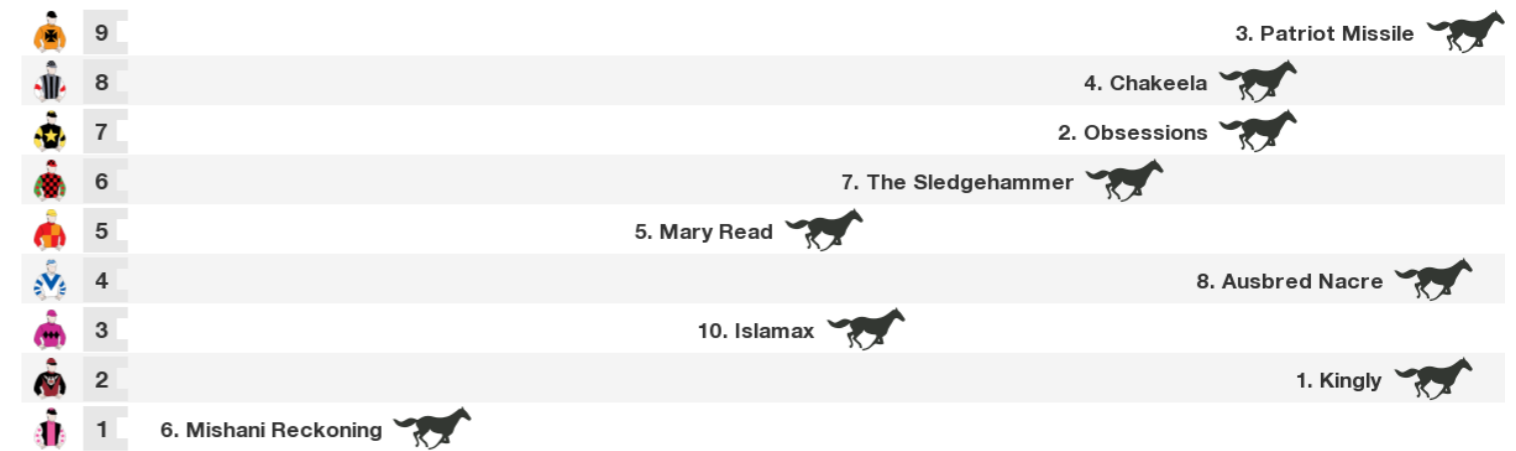 9 3. Patriot Missile
8 4. Chakeela
7 2. Obsessions
6 7. The Sledgehammer
5 5. Mary Read
4 8. Ausbred Nacre
3 10. Islamax
2 1. Kingly
1 6. Mishani Reckoning